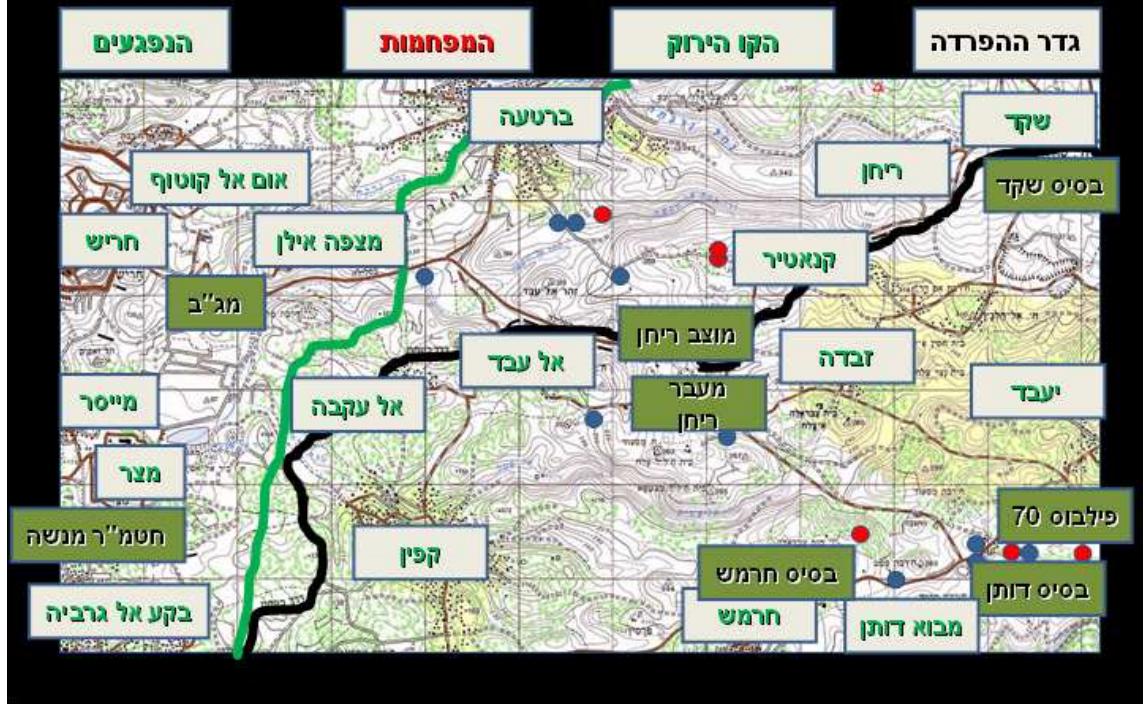 גדר ההפרדה
הקו הירוק
המפחמות
הנפגעים
שקד
ברטעה
ריחן
אום אל קוטוף
בסיס שקד
קנאטיר
מצפה אילן
חריש
מג"ב
מוצב ריחן
זבדה
אל עבד
מעבר
ריחן
יעבד
אל עקבה
מייסר
מצר
פילבוס 70
חטמ"ר מנשה
קפין
בסיס חרמש
בסיס דותן
בקע אל גרביה
חרמש
מבוא דותן